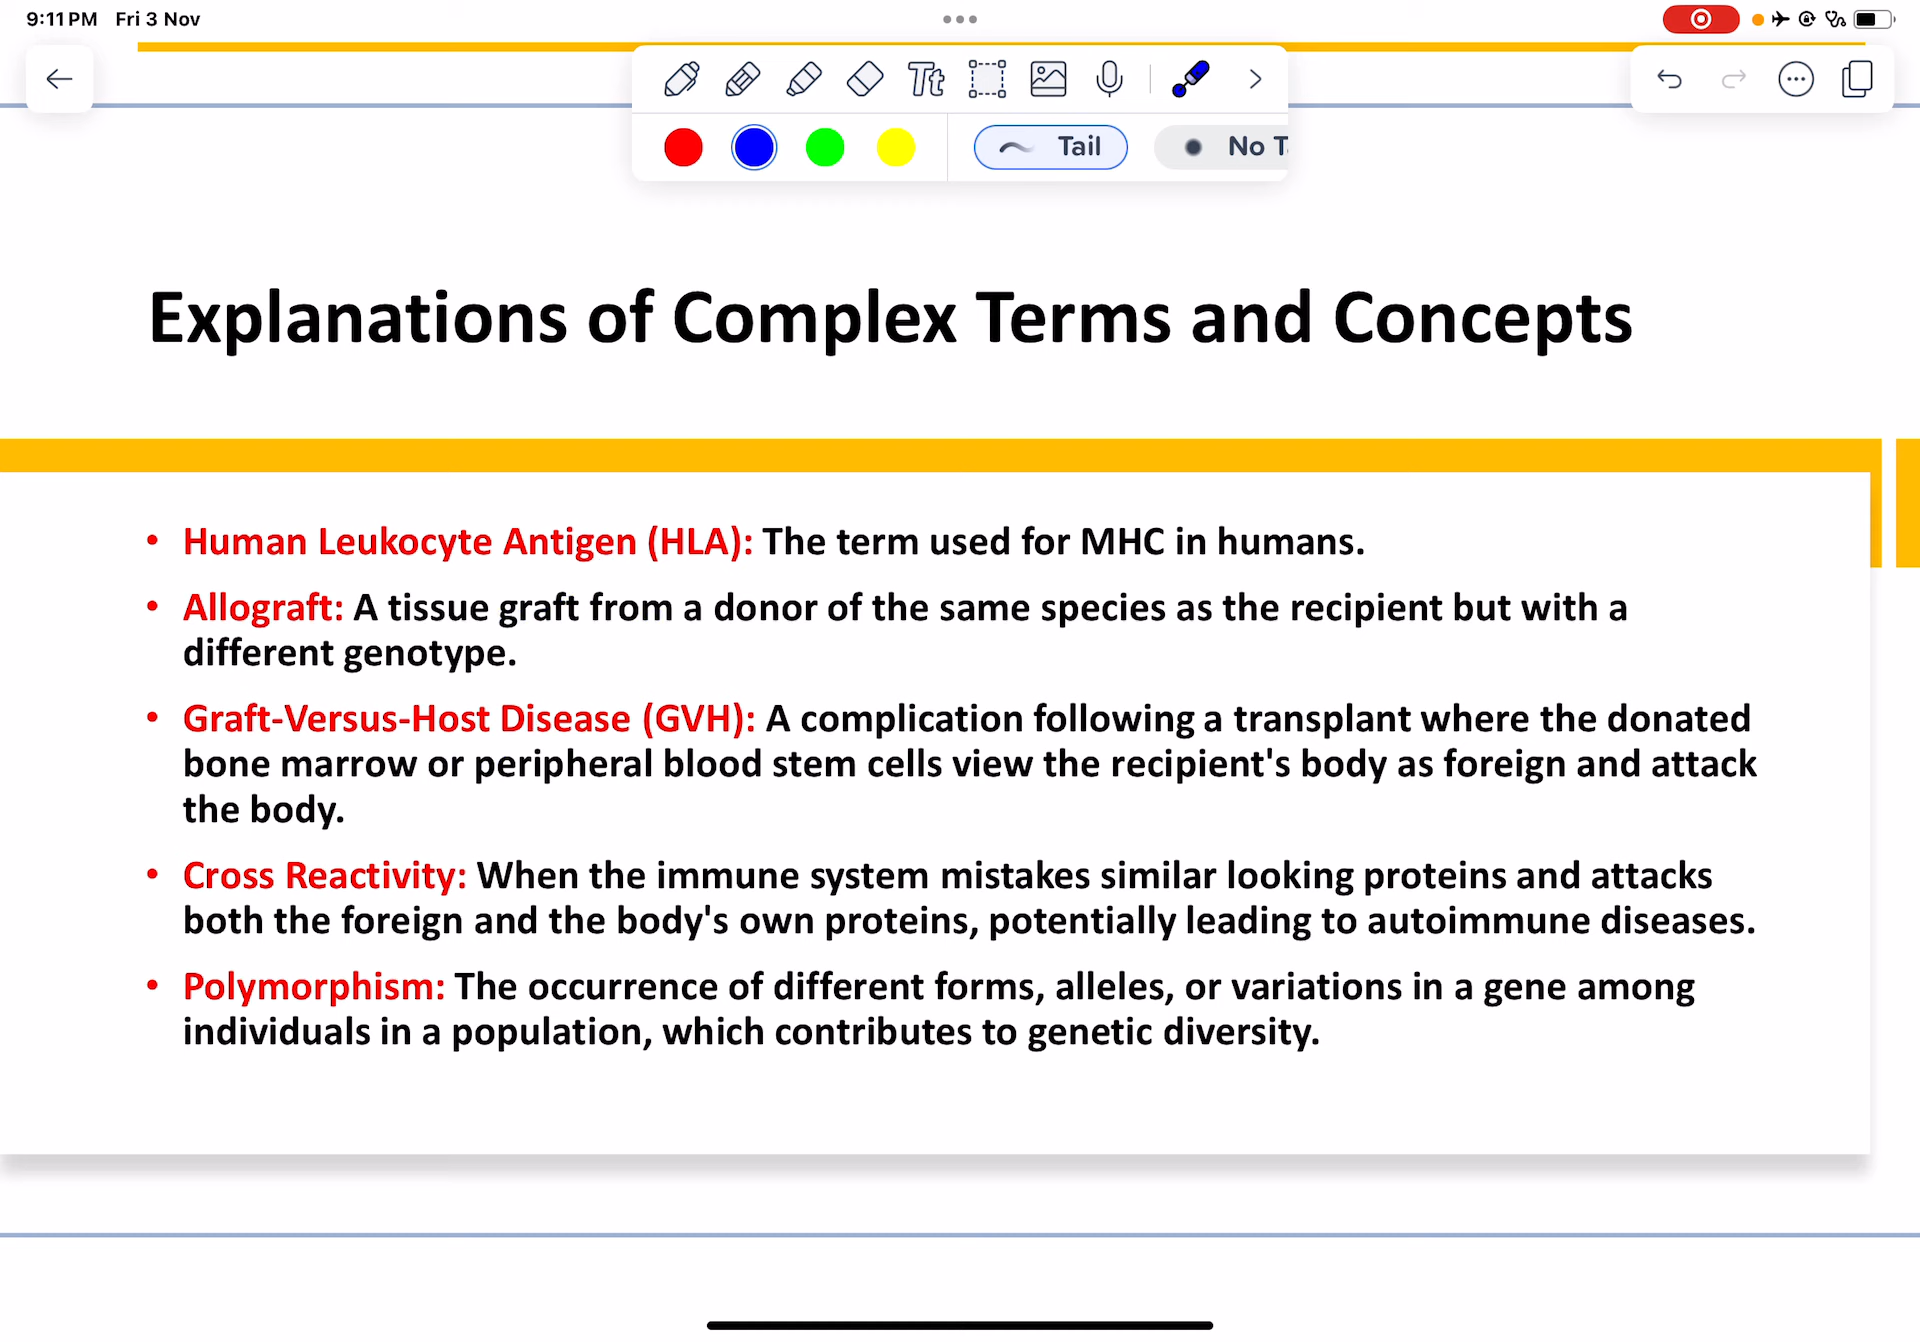 9:11 PM Fri 3 Nov
Tt
Tail
No T
Explanations of Complex Terms and Concepts
• Human Leukocyte Antigen (HLA): The term used for MHC in humans.
• Allograft: A tissue graft from a donor of the same species as the recipient but with a
different genotype.
• Graft-Versus-Host Disease (GVH): A complication following a transplant where the donated
bone marrow or peripheral blood stem cells view the recipient's body as foreign and attack
the body.
• Cross Reactivity: When the immune system mistakes similar looking proteins and attacks
both the foreign and the body's own proteins, potentially leading to autoimmune diseases.
• Polymorphism: The occurrence of different forms, alleles, or variations in a gene among
individuals in a population, which contributes to genetic diversity.